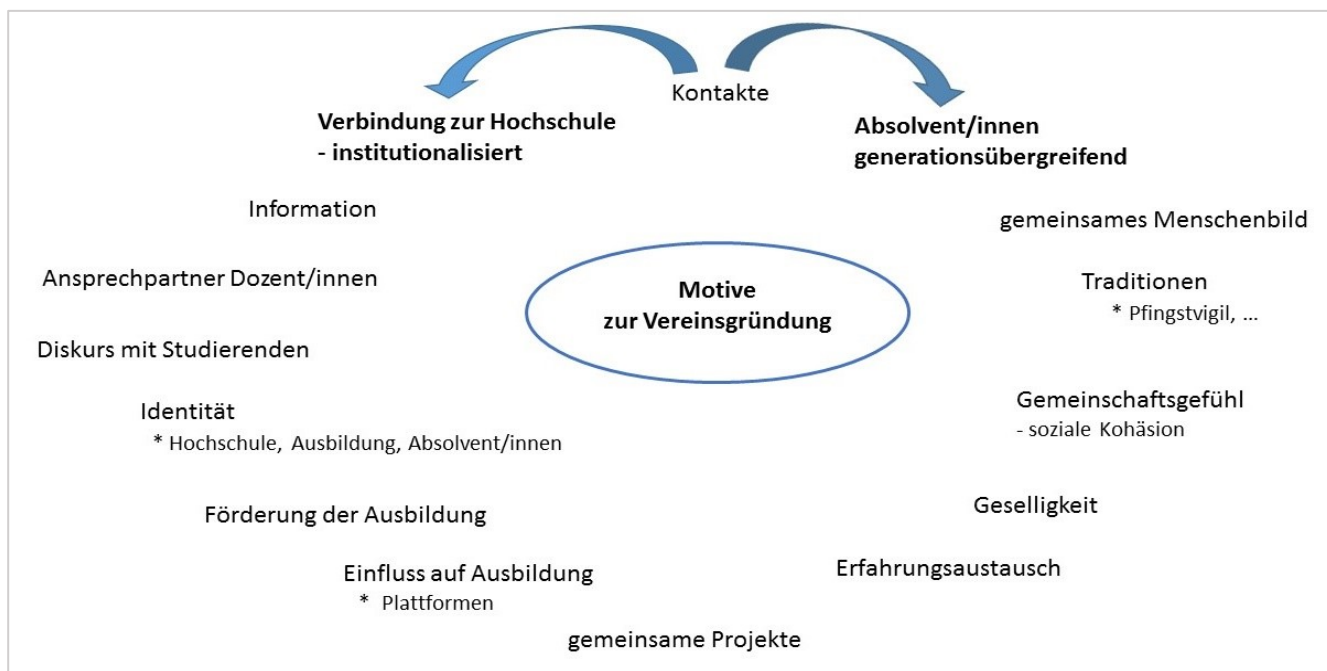 Kontakte
Verbindung zur Hochschule
- institutionalisiert
Absolvent/innen
generationsübergreifend
Information
Ansprechpartner Dozent/innen
Diskurs mit Studierenden
Identität
* Hochschule, Ausbildung, Absolvent/innen
Förderung der Ausbildung
Einfluss auf Ausbildung
* Plattformen
Motive
zur Vereinsgründung
gemeinsames Menschenbild
Traditionen
* Pfingstvigil, ...
Gemeinschaftsgefühl
- soziale Kohäsion
Geselligkeit
Erfahrungsaustausch
gemeinsame Projekte